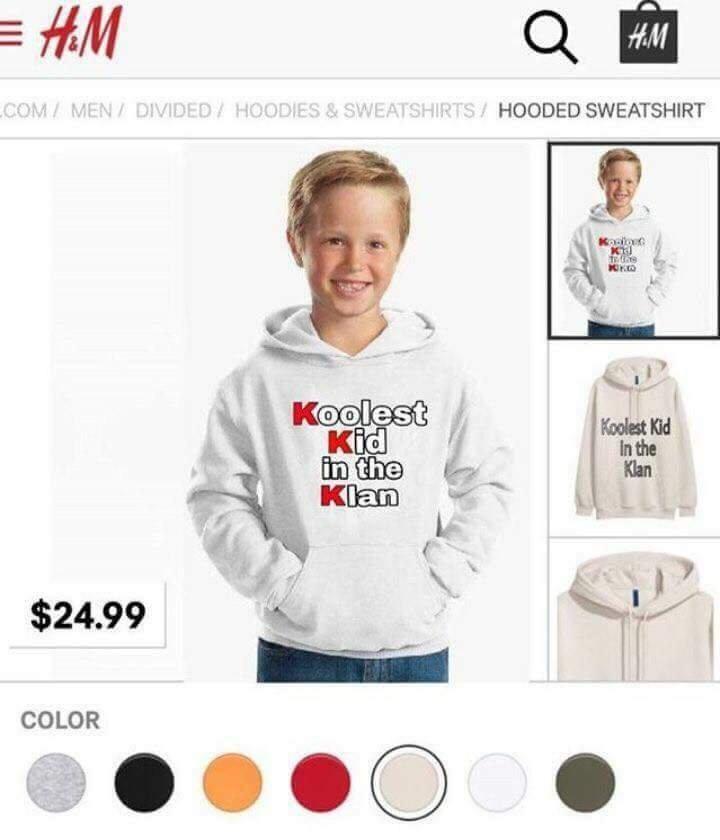 H&M
H&M
.COM / MEN / DIVIDED / HOODIES & SWEATSHIRTS / HOODED SWEATSHIRT
Koolest
Kid
in the
Klan
Koolest
Kid
in the
Klan
Koolest Kid
In the
Klan
$24.99
COLOR